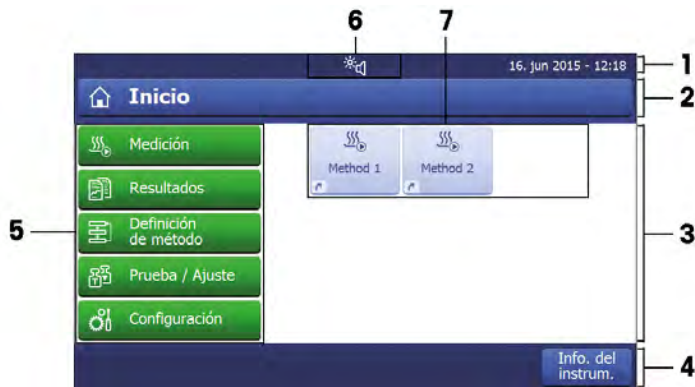 6
7
16. jun 2015 - 12:18
1
Inicio
2
Medición
Method 1
Method 2
Resultados
Definición
de método
5
3
Prueba / Ajuste
Configuración
Info. del
instrum.
4